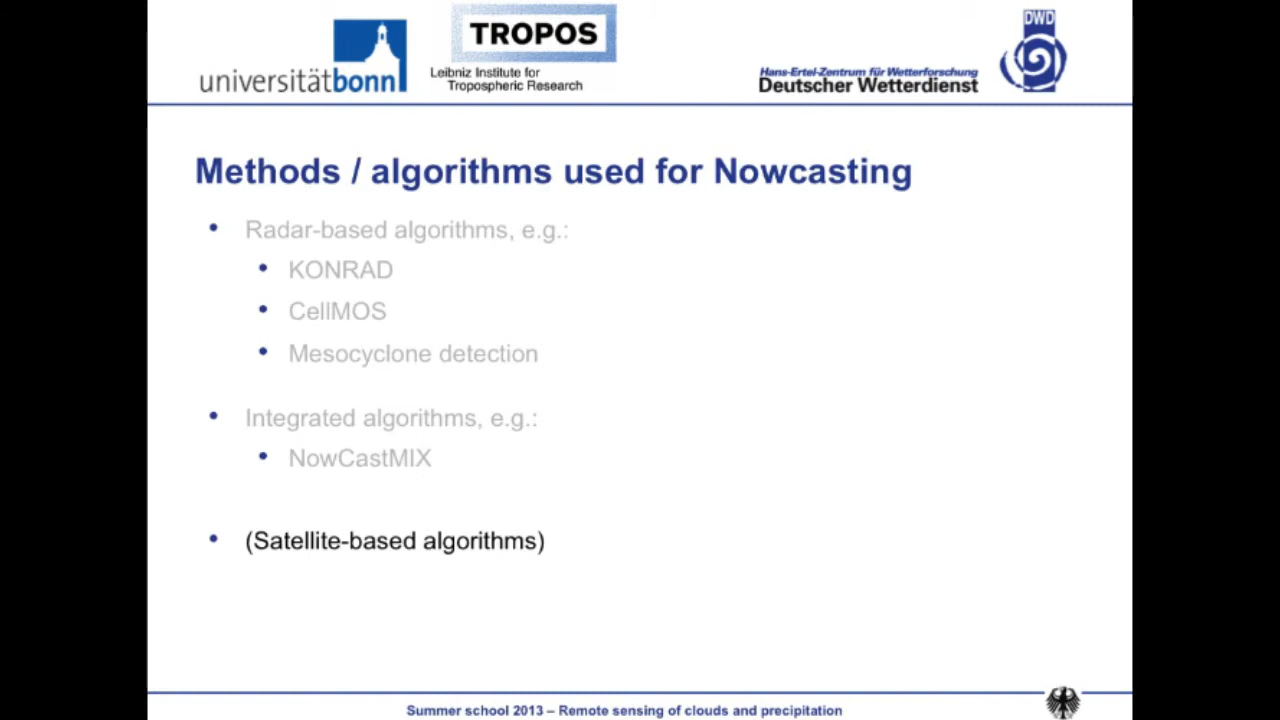 universitätbonn
TROPOS
Leibniz Institute for
Tropospheric Research
Hans-Ertel-Zentrum für Wetterforschung
Deutscher Wetterdienst
DWD
Methods / algorithms used for Nowcasting
• Radar-based algorithms, e.g.:
• KONRAD
• CellMOS
• Mesocyclone detection
• Integrated algorithms, e.g.:
• NowCastMIX
• (Satellite-based algorithms)
Summer school 2013 – Remote sensing of clouds and precipitation